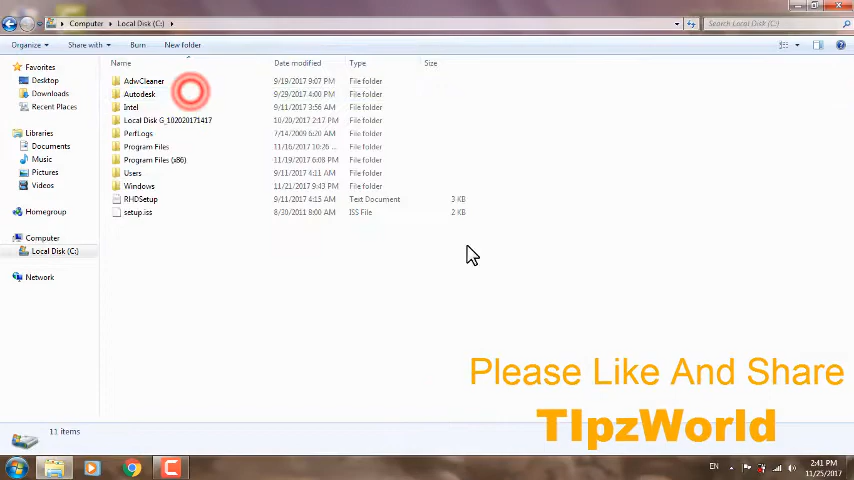 Computer ▸ Local Disk (C:) ▸
Search Local Disk (C:)
Organize Share with Burn New folder
Name Date modified Type Size
Favorites
Desktop
Downloads
Recent Places
Libraries
Documents
Music
Pictures
Videos
Homegroup
Computer
Local Disk (C:)
Network
AdwCleaner 9/19/2017 9:07 PM File folder
Autodesk 9/29/2017 4:00 PM File folder
Intel 9/11/2017 3:56 AM File folder
Local Disk G_102020171417 10/20/2017 2:17 PM File folder
PerfLogs 7/14/2009 6:20 AM File folder
Program Files 11/16/2017 10:26 ... File folder
Program Files (x86) 11/19/2017 6:08 PM File folder
Users 9/11/2017 4:11 AM File folder
Windows 11/21/2017 9:43 PM File folder
RHDSetup 9/11/2017 4:15 AM Text Document 3 KB
setup.iss 8/30/2011 8:00 AM ISS File 2 KB
Please Like And Share
TIpzWorld
11 items
EN
2:41 PM
11/25/2017